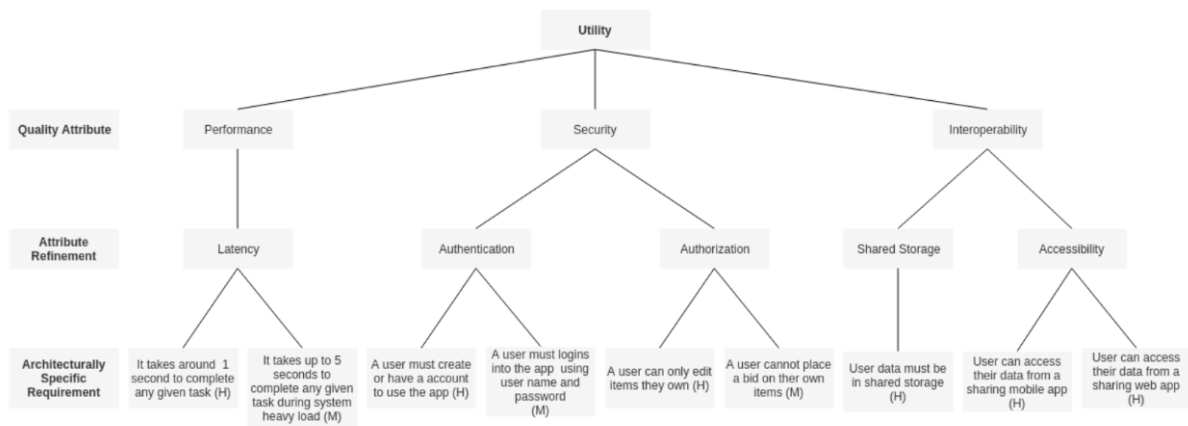 Utility
Quality Attribute
Performance
Security
Interoperability
Attribute
Refinement
Latency
Authentication
Authorization
Shared Storage
Accessibility
Architecturally
Specific
Requirement
It takes around 1
second to complete
any given task (H)
It takes up to 5
seconds to
complete any given
task during system
heavy load (M)
A user must create
or have a account
to use the app (H)
A user must logins
into the app using
user name and
password
(M)
A user can only edit
items they own (H)
A user cannot place
a bid on ther own
items (M)
User data must be
in shared storage
(H)
User can access
their data from a
sharing mobile app
(H)
User can access
their data from a
sharing web app
(H)